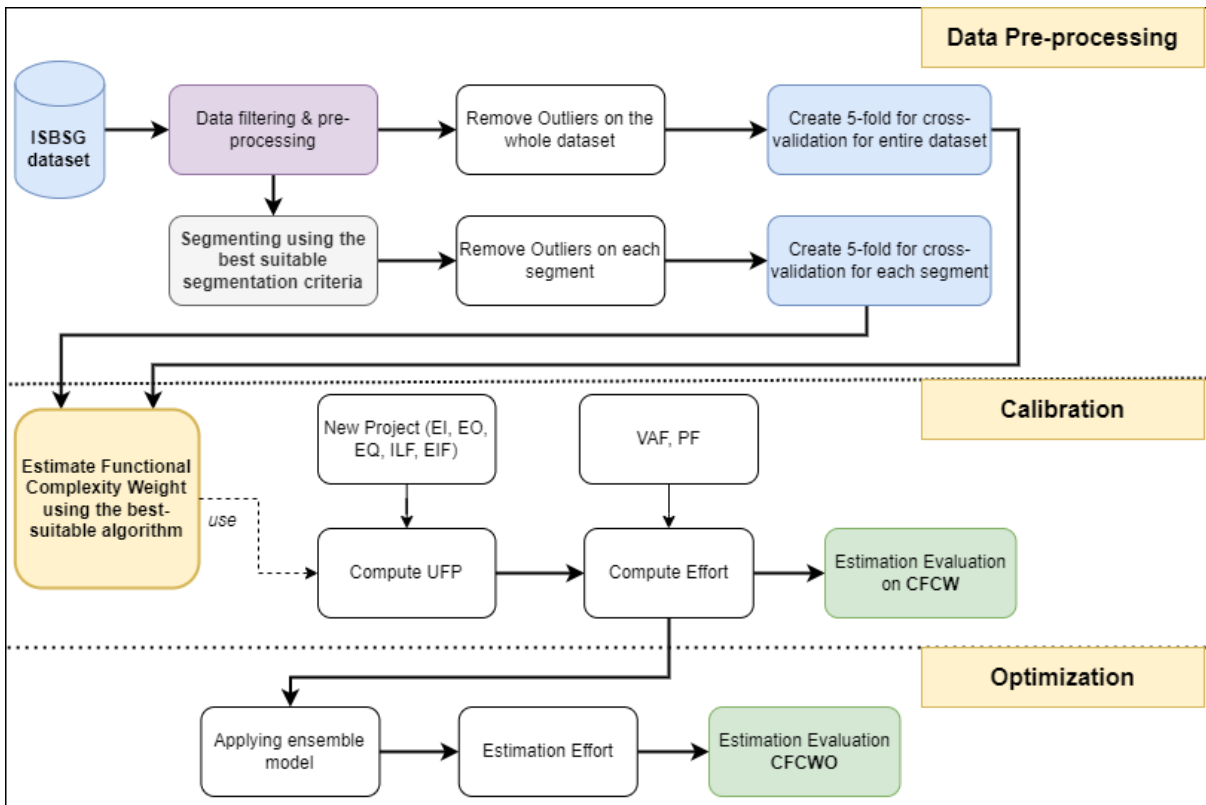 Data Pre-processing
ISBSG
dataset
Data filtering & pre-
processing
Remove Outliers on the
whole dataset
Create 5-fold for cross-
validation for entire dataset
Segmenting using the
best suitable
segmentation criteria
Remove Outliers on each
segment
Create 5-fold for cross-
validation for each segment
Calibration
Estimate Functional
Complexity Weight
using the best-
suitable algorithm
use
New Project (EI, EO,
EQ, ILF, EIF)
VAF, PF
Compute UFP
Compute Effort
Estimation Evaluation
on CFCW
Optimization
Applying ensemble
model
Estimation Effort
Estimation Evaluation
CFCWO